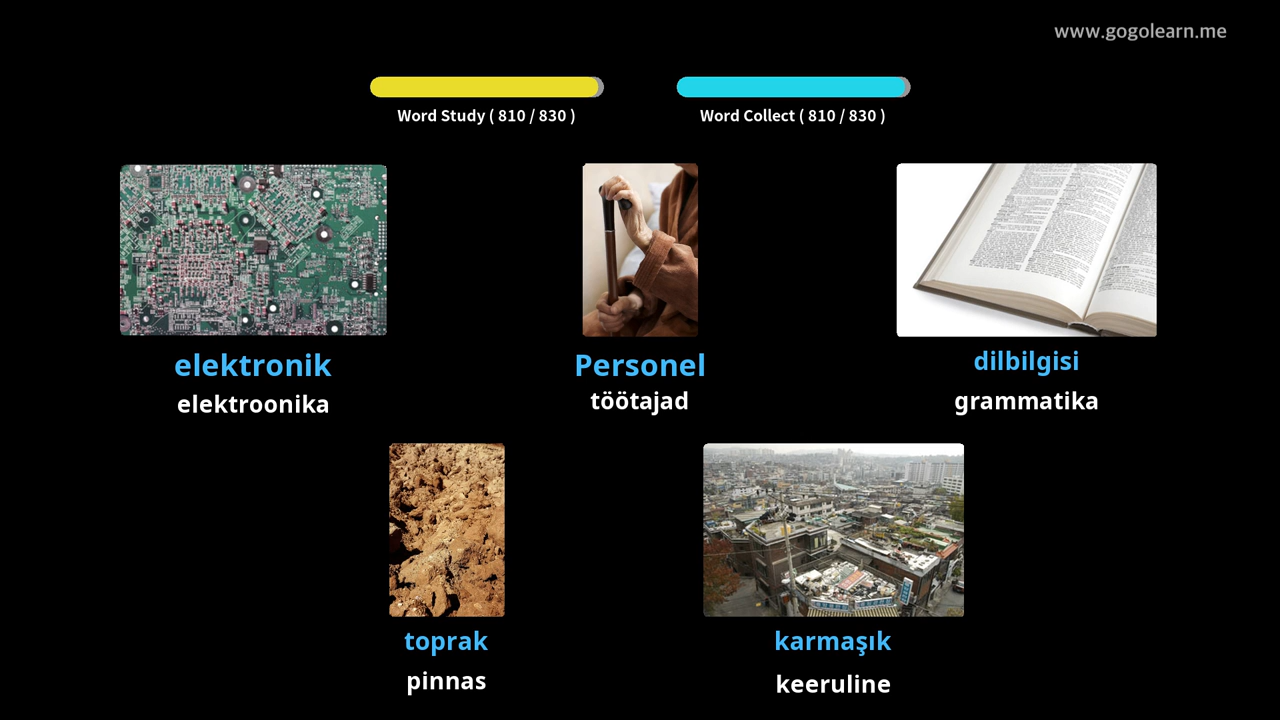 www.gogolearn.me
Word Study ( 810 / 830 )
Word Collect ( 810 / 830 )
elektronik
elektroonika
Personel
töötajad
dilbilgisi
grammatika
toprak
pinnas
karmaşık
keeruline